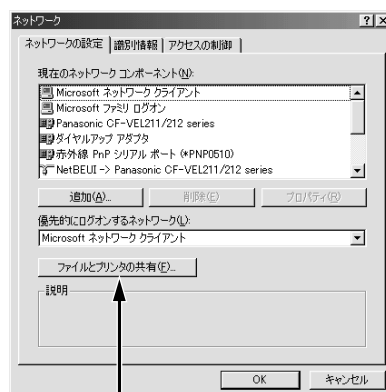 ネットワーク
ネットワークの設定 識別情報 アクセスの制御
現在のネットワーク コンポーネント(N):
Microsoft ネットワーク クライアント
Microsoft ファミリ ログオン
Panasonic CF-VEL211/212 series
ダイヤルアップ アダプタ
赤外線 PnP シリアル ポート (*PNP0510)
NetBEUI -> Panasonic CF-VEL211/212 series
追加(A)... 削除(E) プロパティ(R)
優先的にログオンするネットワーク(L):
Microsoft ネットワーク クライアント
ファイルとプリンタの共有(F)...
説明
OK キャンセル